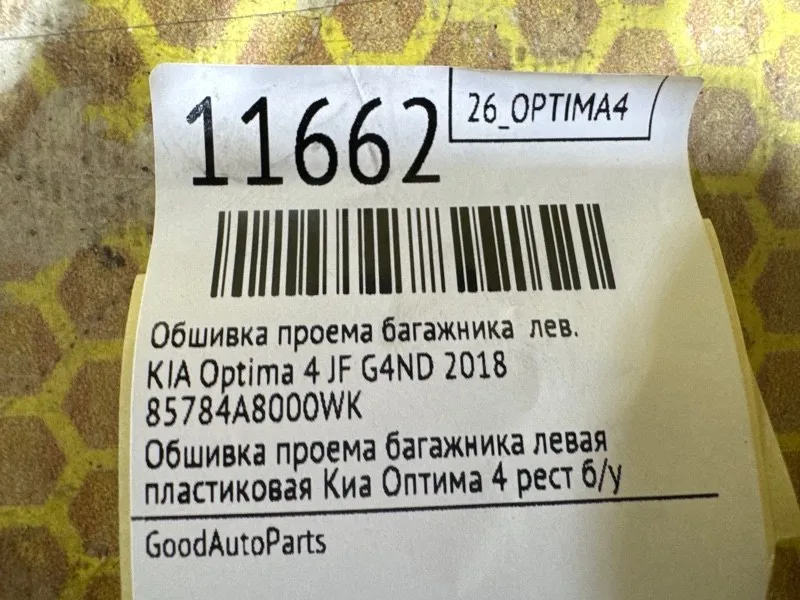 11662
26_OPTIMA4
Обшивка проема багажника лев.
KIA Optima 4 JF G4ND 2018
85784A8000WK
Обшивка проема багажника левая
пластиковая Киа Оптима 4 рест б/у
GoodAutoParts